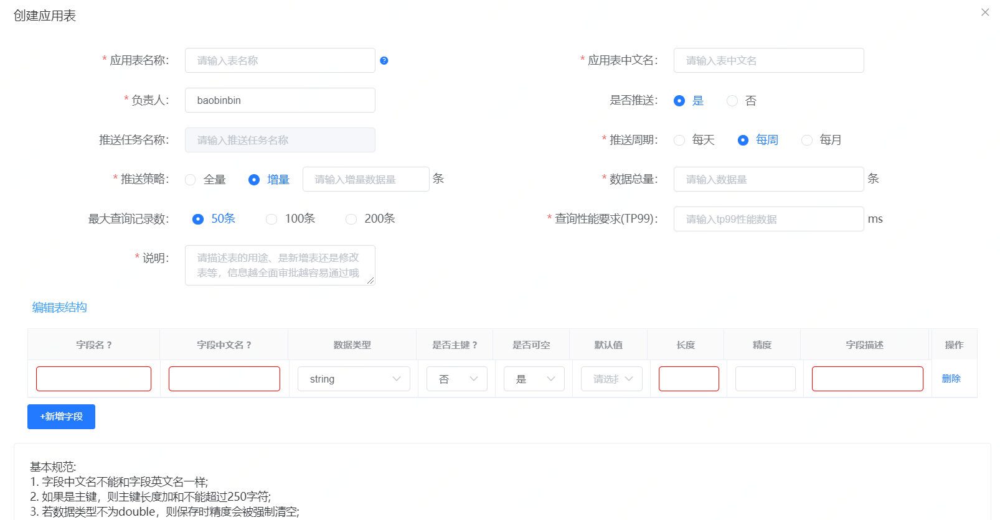 创建应用表
* 应用表名称: 请输入表名称 ?
* 应用表中文名: 请输入表中文名
* 负责人: baobinbin
是否推送: 是 否
推送任务名称: 请输入推送任务名称
* 推送周期: 每天 每周 每月
* 推送策略: 全量 增量 请输入增量数据量 条
* 数据总量: 请输入数据量 条
最大查询记录数: 50条 100条 200条
* 查询性能要求(TP99): 请输入tp99性能数据 ms
* 说明: 请描述表的用途、是新增表还是修改
表等，信息越全面审批越容易通过哦
编辑表结构
字段名 ? 字段中文名 ? 数据类型 是否主键 ? 是否可空 默认值 长度 精度 字段描述 操作
string 否 是 请选 删除
+新增字段
基本规范:
1. 字段中文名不能和字段英文名一样;
2. 如果是主键，则主键长度加和不能超过250字符;
3. 若数据类型不为double，则保存时精度会被强制清空;